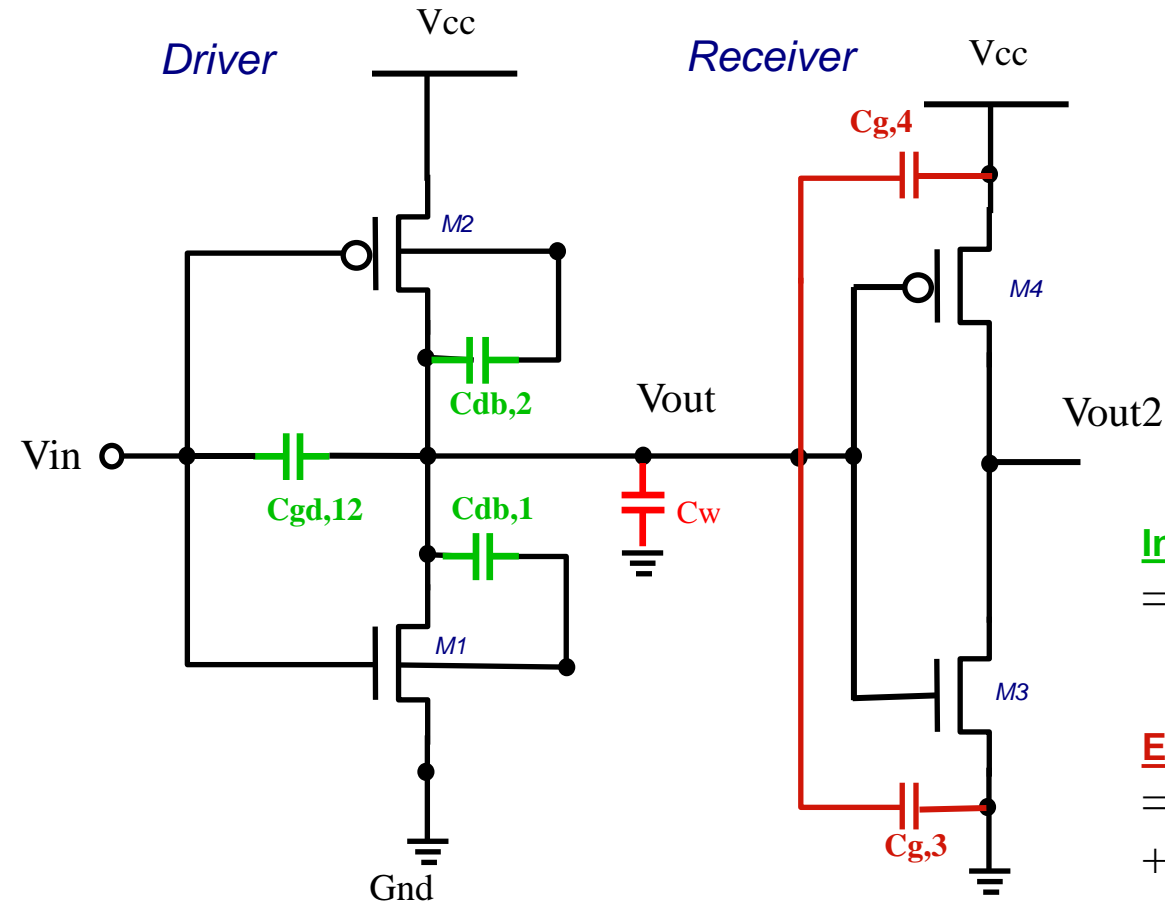 Driver
Vcc
Receiver
Vcc
Cg,4
M2
M4
Cdb,2
Vout
Vout2
Vin
Cgd,12
Cdb,1
Cw
In
=
M1
M3
E
=
Cg,3
+
Gnd